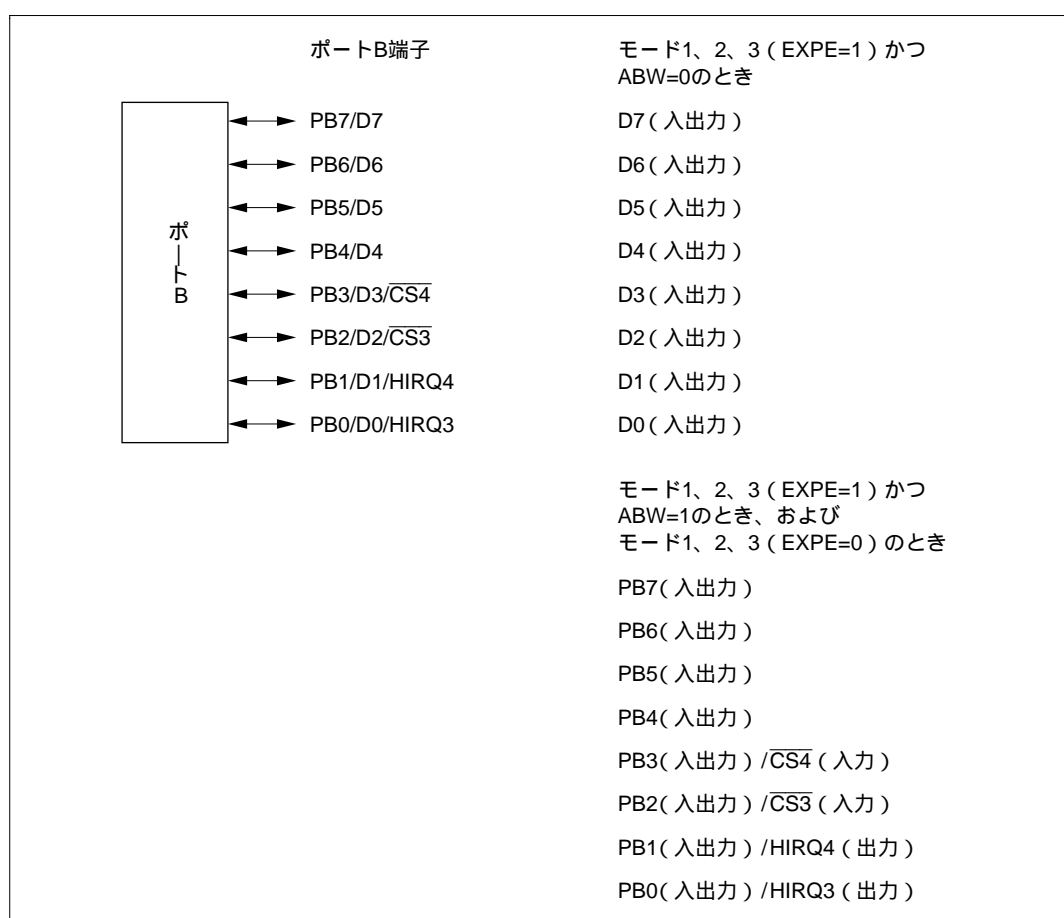 ポートB端子
モード1、2、3（EXPE=1）かつ
ABW=0のとき
ポートB
PB7/D7 D7（入出力）
PB6/D6 D6（入出力）
PB5/D5 D5（入出力）
PB4/D4 D4（入出力）
PB3/D3/C̅S̅4̅ D3（入出力）
PB2/D2/C̅S̅3̅ D2（入出力）
PB1/D1/HIRQ4 D1（入出力）
PB0/D0/HIRQ3 D0（入出力）
モード1、2、3（EXPE=1）かつ
ABW=1のとき、および
モード1、2、3（EXPE=0）のとき
PB7（入出力）
PB6（入出力）
PB5（入出力）
PB4（入出力）
PB3（入出力）/C̅S̅4̅（入力）
PB2（入出力）/C̅S̅3̅（入力）
PB1（入出力）/HIRQ4（出力）
PB0（入出力）/HIRQ3（出力）